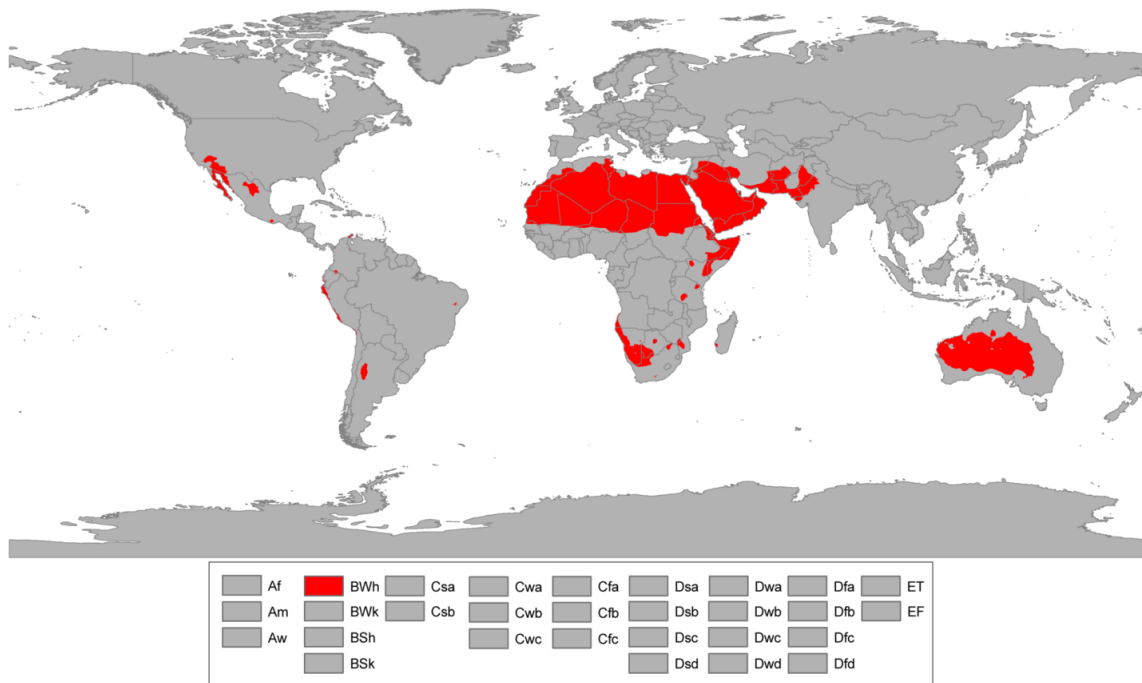 Af BWh Csa Cwa Cfa Dsa Dwa Dfa ET
Am BWk Csb Cwb Cfb Dsb Dwb Dfb EF
Aw BSh Cwc Cfc Dsc Dwc Dfc
BSk Dsd Dwd Dfd